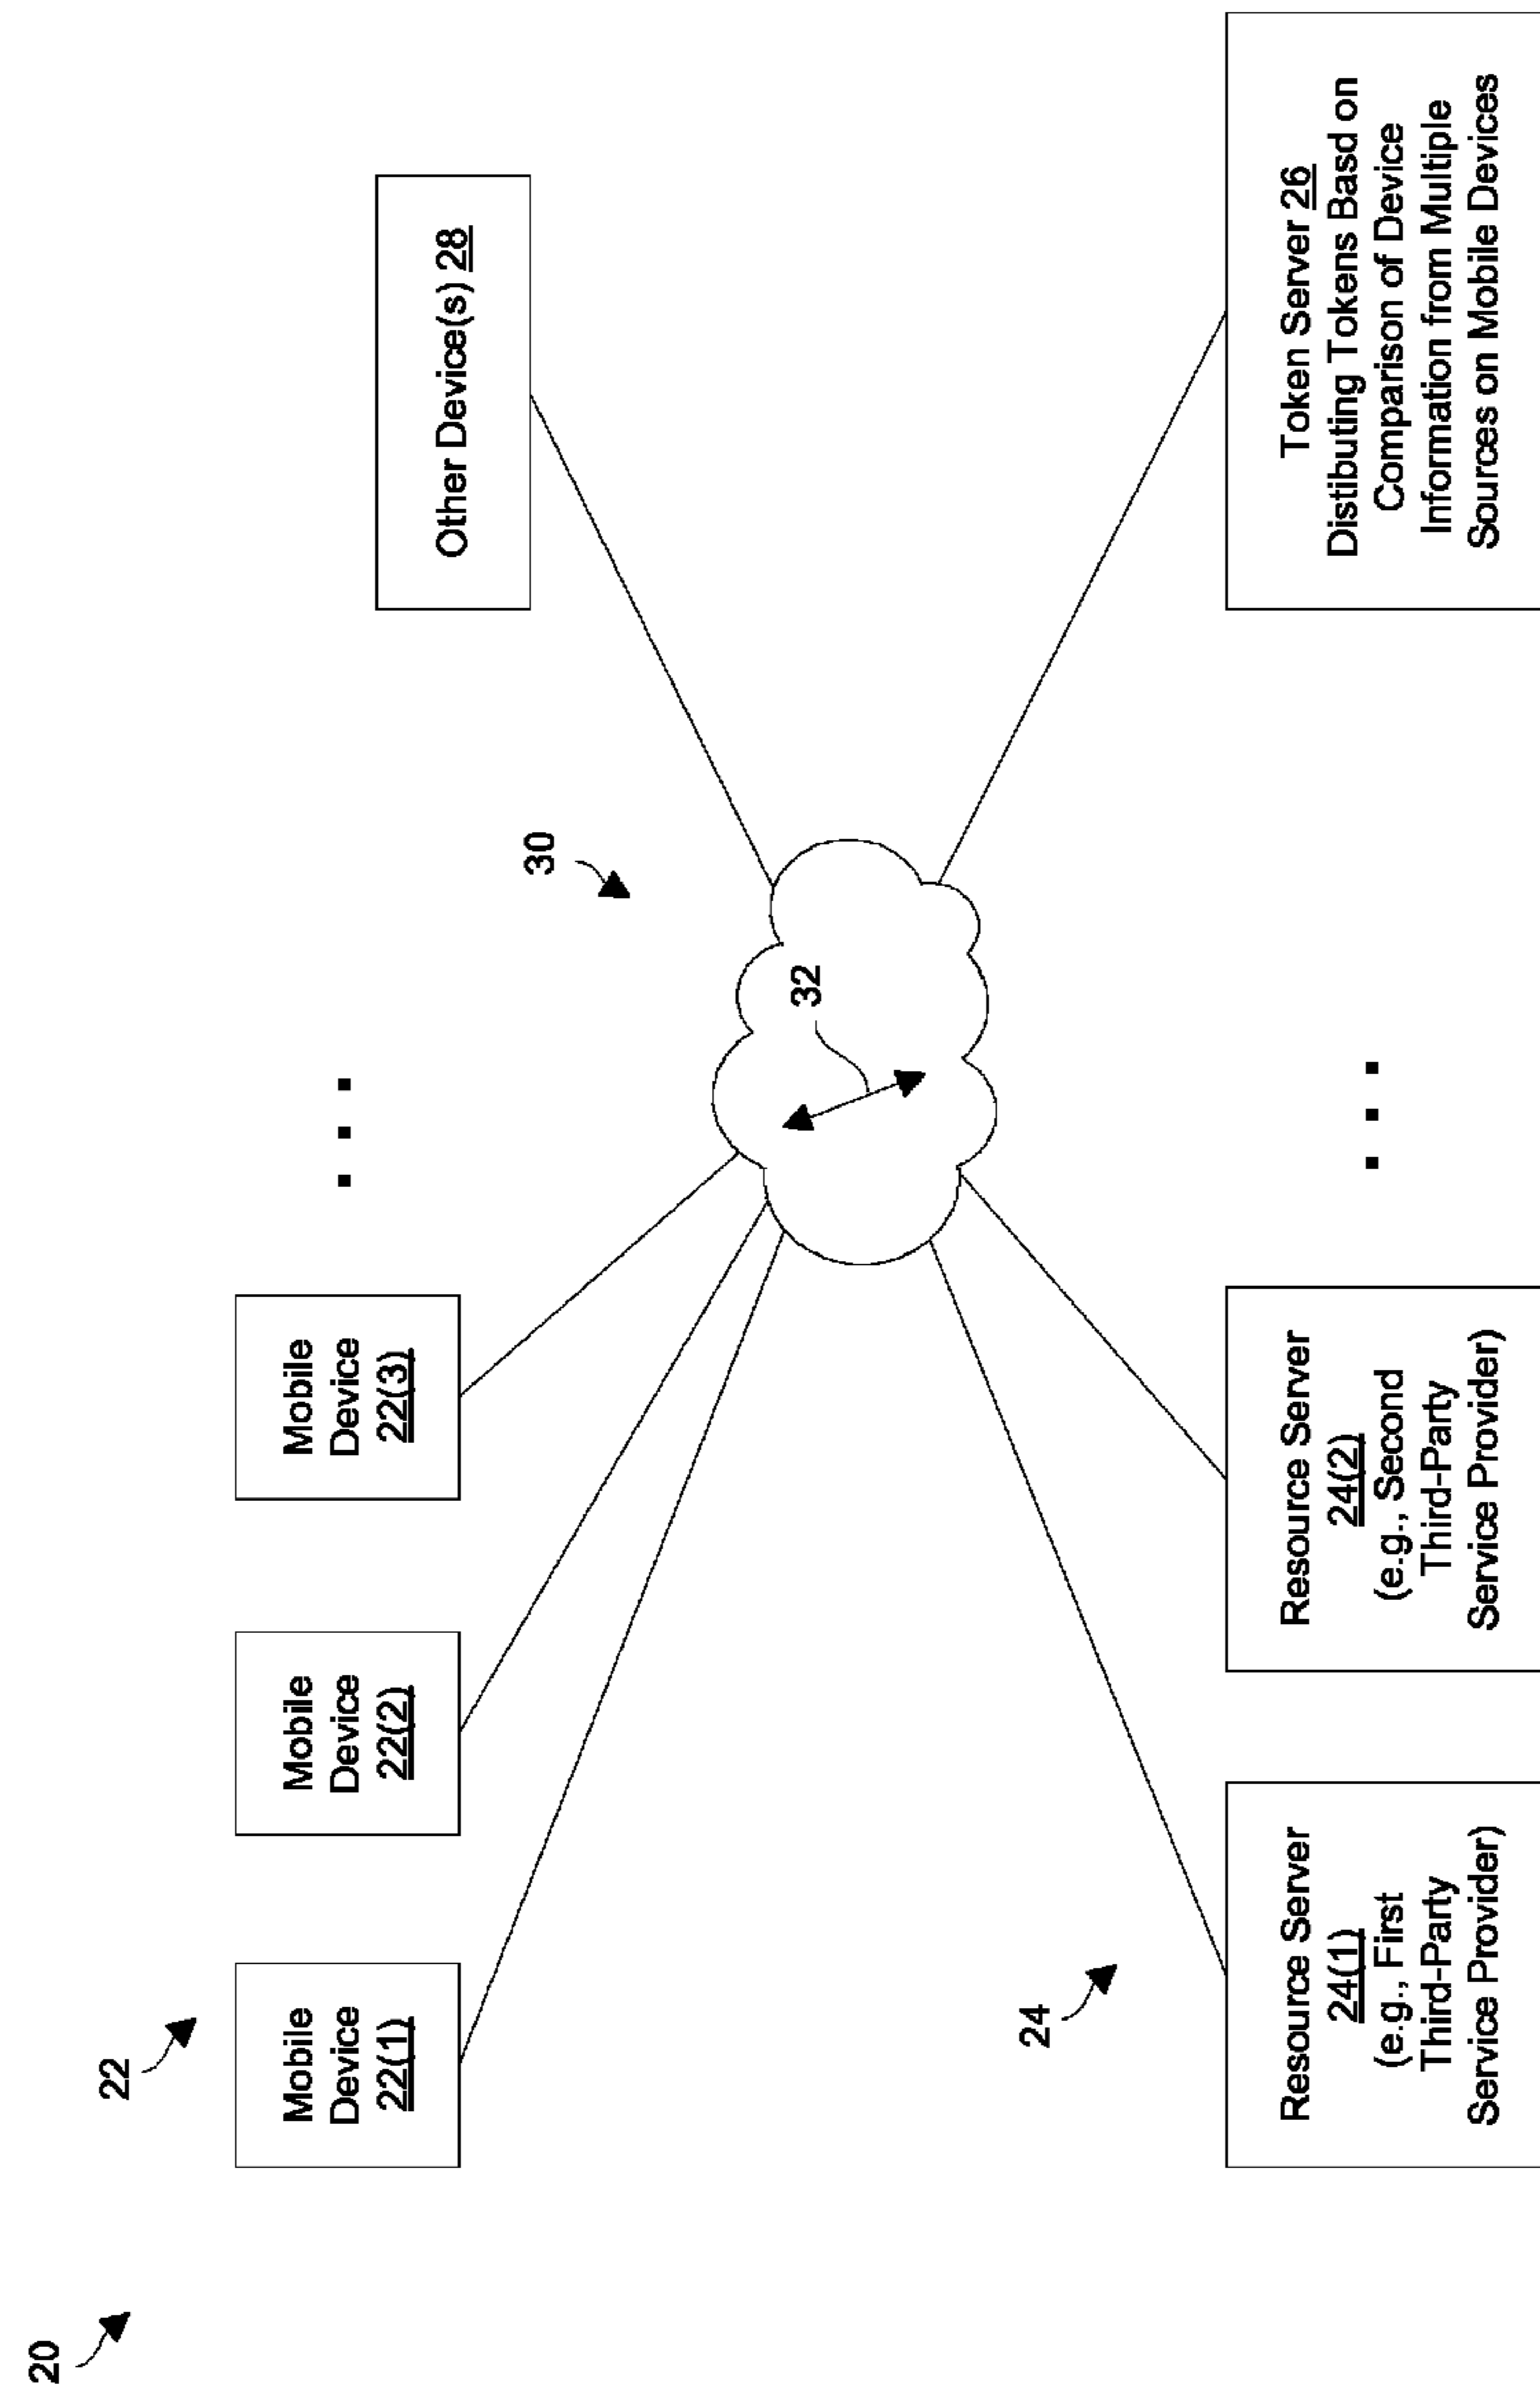 20
22
Mobile
Device
22(1)
Mobile
Device
22(2)
Mobile
Device
22(3)
Other Device(s) 28
30
32
24
Resource Server
24(1)
(e.g., First
Third-Party
Service Provider)
Resource Server
24(2)
(e.g., Second
Third-Party
Service Provider)
Token Server 26
Distibuting Tokens Basd on
Comparison of Device
Information from Multiple
Sources on Mobile Devices